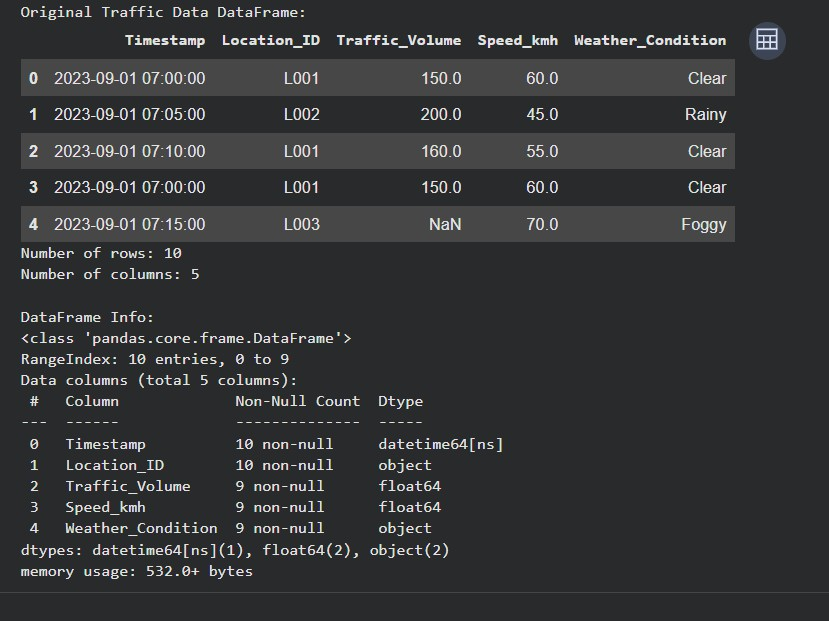 Original Traffic Data DataFrame:
Timestamp Location_ID Traffic_Volume Speed_kmh Weather_Condition
0 2023-09-01 07:00:00 L001 150.0 60.0 Clear
1 2023-09-01 07:05:00 L002 200.0 45.0 Rainy
2 2023-09-01 07:10:00 L001 160.0 55.0 Clear
3 2023-09-01 07:00:00 L001 150.0 60.0 Clear
4 2023-09-01 07:15:00 L003 NaN 70.0 Foggy
Number of rows: 10
Number of columns: 5
DataFrame Info:
<class 'pandas.core.frame.DataFrame'>
RangeIndex: 10 entries, 0 to 9
Data columns (total 5 columns):
# Column Non-Null Count Dtype
--- ------ -------------- -----
0 Timestamp 10 non-null datetime64[ns]
1 Location_ID 10 non-null object
2 Traffic_Volume 9 non-null float64
3 Speed_kmh 9 non-null float64
4 Weather_Condition 9 non-null object
dtypes: datetime64[ns](1), float64(2), object(2)
memory usage: 532.0+ bytes